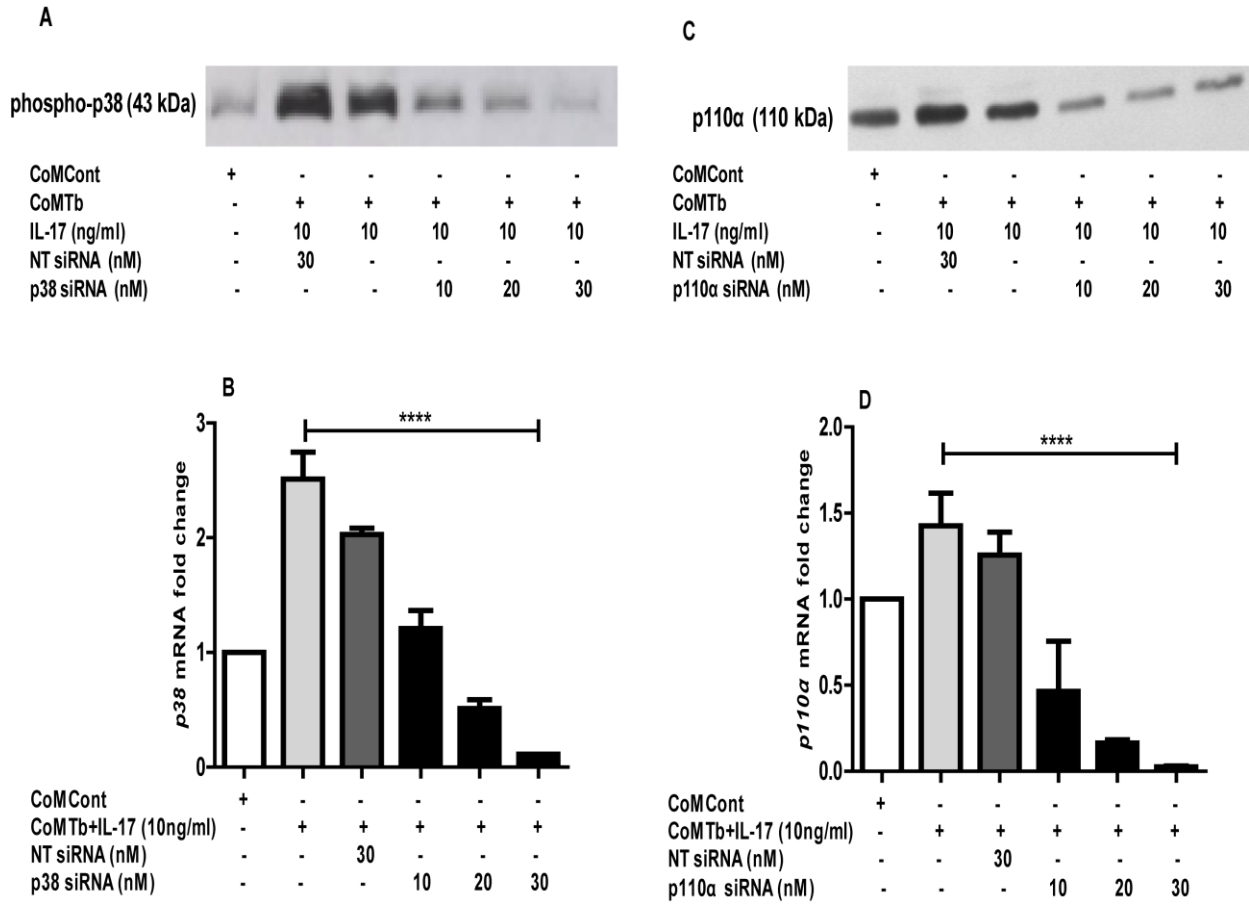 A
phospho-p38 (43 kDa)
CoMCont + - - - - -
CoMTb - + + + + +
IL-17 (ng/ml) - 10 10 10 10 10
NT siRNA (nM) - 30 - - - -
p38 siRNA (nM) - - - 10 20 30
C
p110α (110 kDa)
CoMCont + - - - - -
CoMTb - + + + + +
IL-17 (ng/ml) - 10 10 10 10 10
NT siRNA (nM) - 30 - - - -
p110α siRNA (nM) - - - 10 20 30
B
p38 mRNA fold change
3
2
1
0
****
CoMCont + - - - - -
CoMTb+IL-17 (10ng/ml) - + + + + +
NT siRNA (nM) - - 30 - - -
p38 siRNA (nM) - - - 10 20 30
D
p110α mRNA fold change
2.0
1.5
1.0
0.5
0.0
****
CoMCont + - - - - -
CoMTb+IL-17 (10ng/ml) - + + + + +
NT siRNA (nM) - - 30 - - -
p110α siRNA (nM) - - - 10 20 30